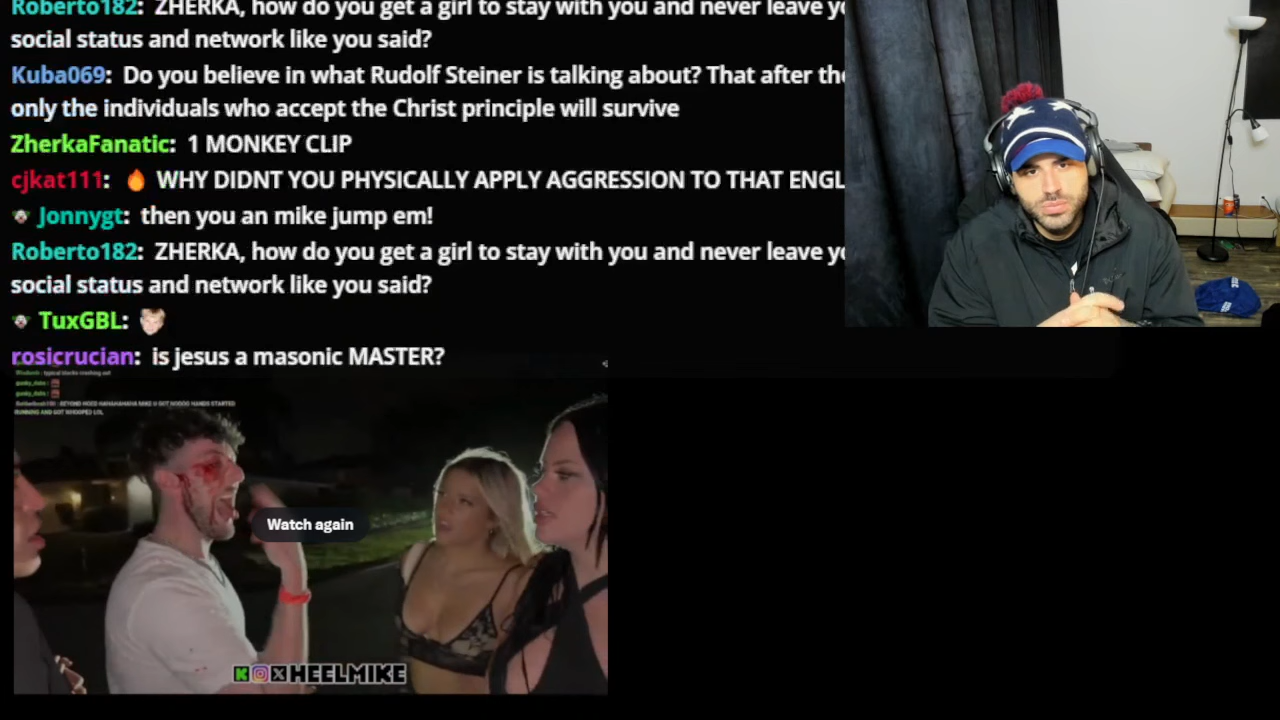 Roberto182: ZHERKA, how do you get a girl to stay with you and never leave yo
social status and network like you said?
Kuba069: Do you believe in what Rudolf Steiner is talking about? That after the
only the individuals who accept the Christ principle will survive
ZherkaFanatic: 1 MONKEY CLIP
cjkat111: 🔥 WHY DIDNT YOU PHYSICALLY APPLY AGGRESSION TO THAT ENGL
Jonnygt: then you an mike jump em!
Roberto182: ZHERKA, how do you get a girl to stay with you and never leave yo
social status and network like you said?
TuxGBL:
rosicrucian: is jesus a masonic MASTER?
Watch again
HEELMIKE